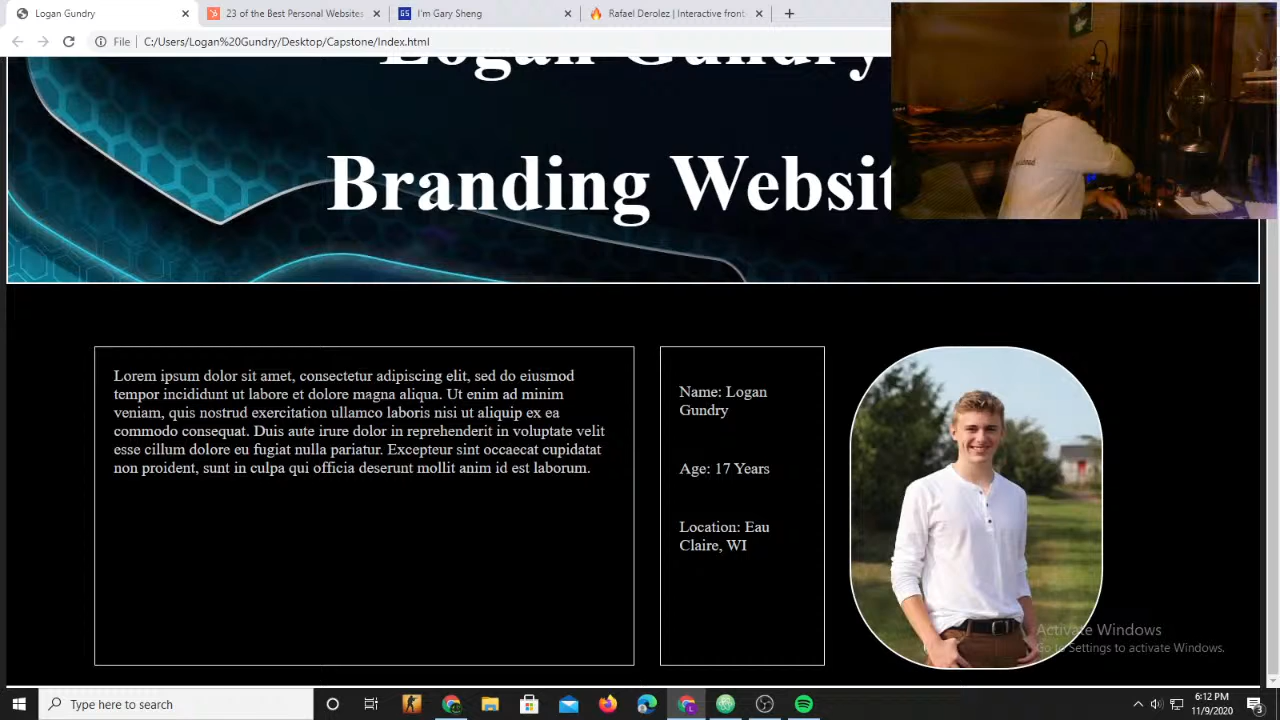 Logan Gundry
23 of the Best Personal Websites
I'm Gary Sheng
Rafael Derolez | Interactive front
File
C:/Users/Logan%20Gundry/Desktop/Capstone/Index.html
Logan Gundry
Branding Websit
Lorem ipsum dolor sit amet, consectetur adipiscing elit, sed do eiusmod
tempor incididunt ut labore et dolore magna aliqua. Ut enim ad minim
veniam, quis nostrud exercitation ullamco laboris nisi ut aliquip ex ea
commodo consequat. Duis aute irure dolor in reprehenderit in voluptate velit
esse cillum dolore eu fugiat nulla pariatur. Excepteur sint occaecat cupidatat
non proident, sunt in culpa qui officia deserunt mollit anim id est laborum.
Name: Logan
Gundry
Age: 17 Years
Location: Eau
Claire, WI
Activate Windows
Go to Settings to activate Windows.
Type here to search
6:12 PM
11/9/2020
3